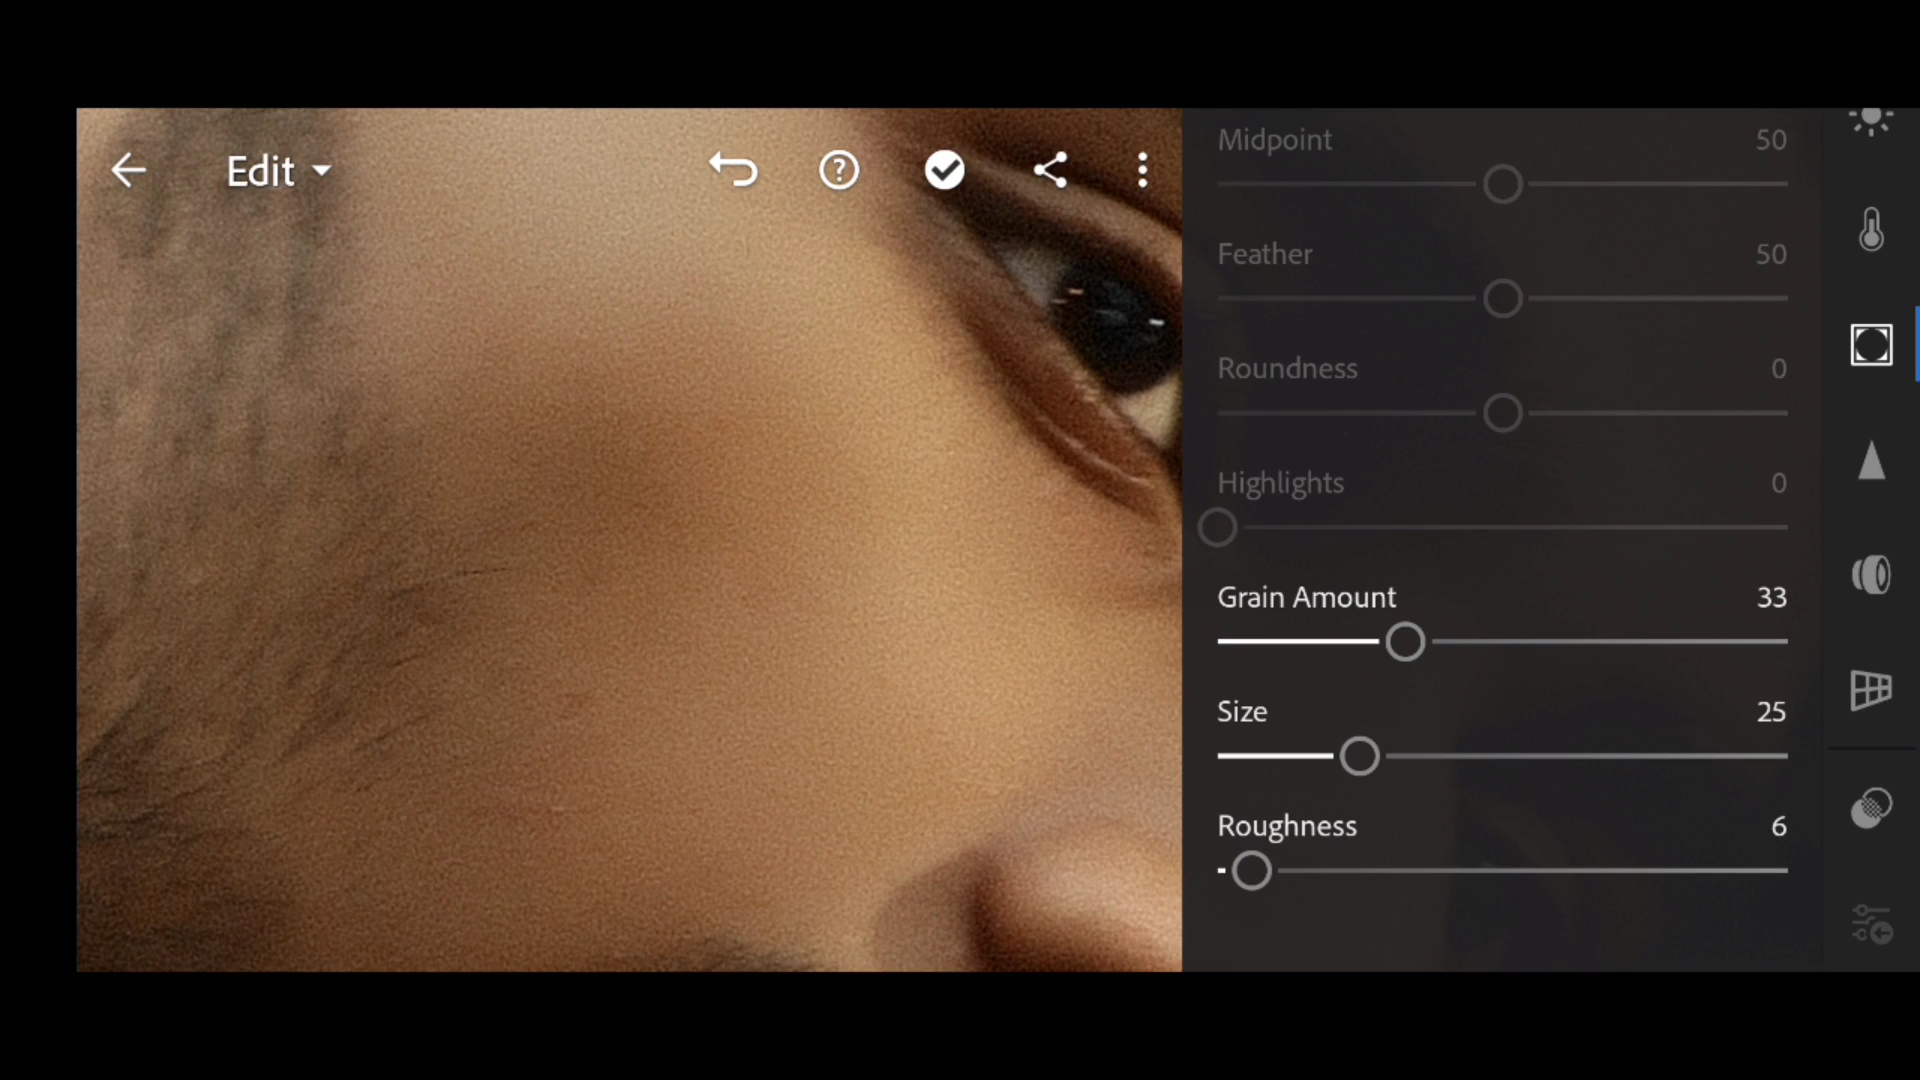 Edit
Midpoint 50
Feather 50
Roundness 0
Highlights 0
Grain Amount 33
Size 25
Roughness 6